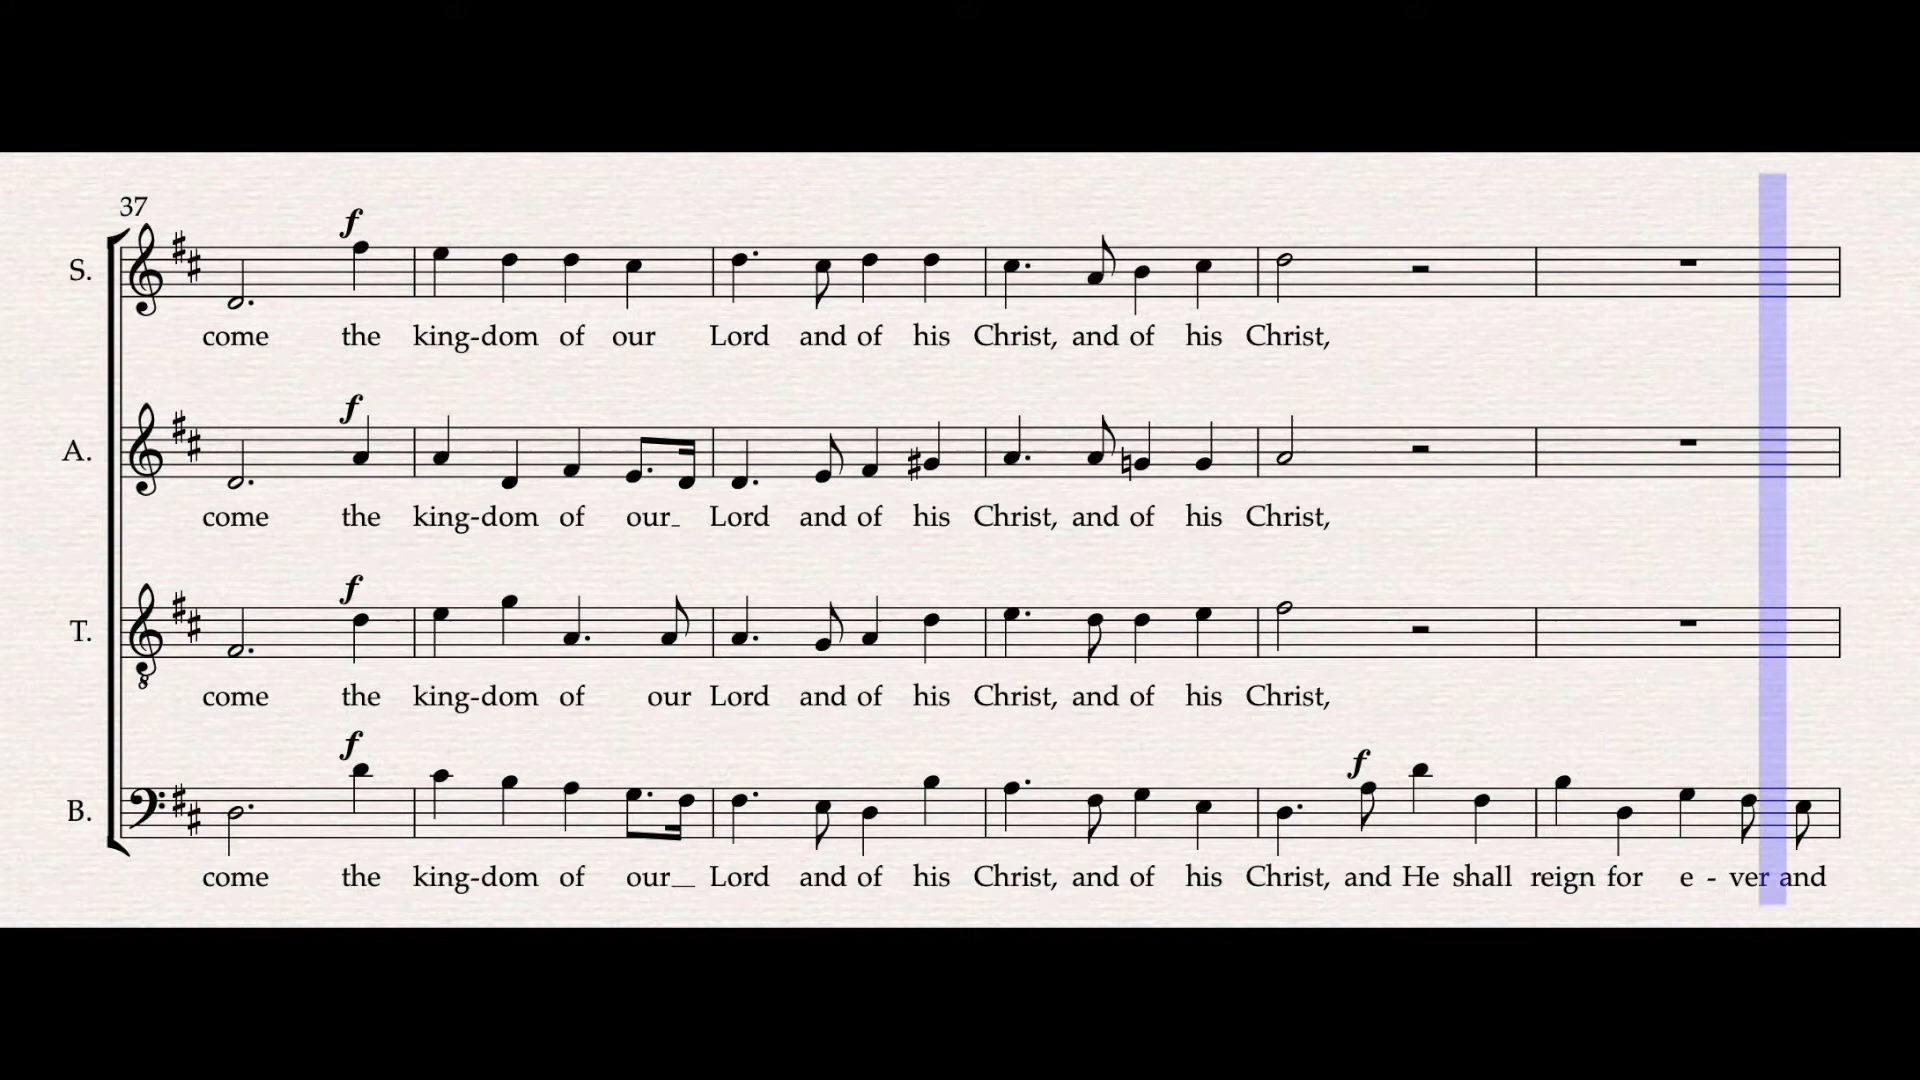 37
f
S.
come the king-dom of our Lord and of his Christ, and of his Christ,
f
A.
come the king-dom of our_ Lord and of his Christ, and of his Christ,
f
T.
come the king-dom of our Lord and of his Christ, and of his Christ,
f f
B.
come the king-dom of our_ Lord and of his Christ, and of his Christ, and He shall reign for e - ver and